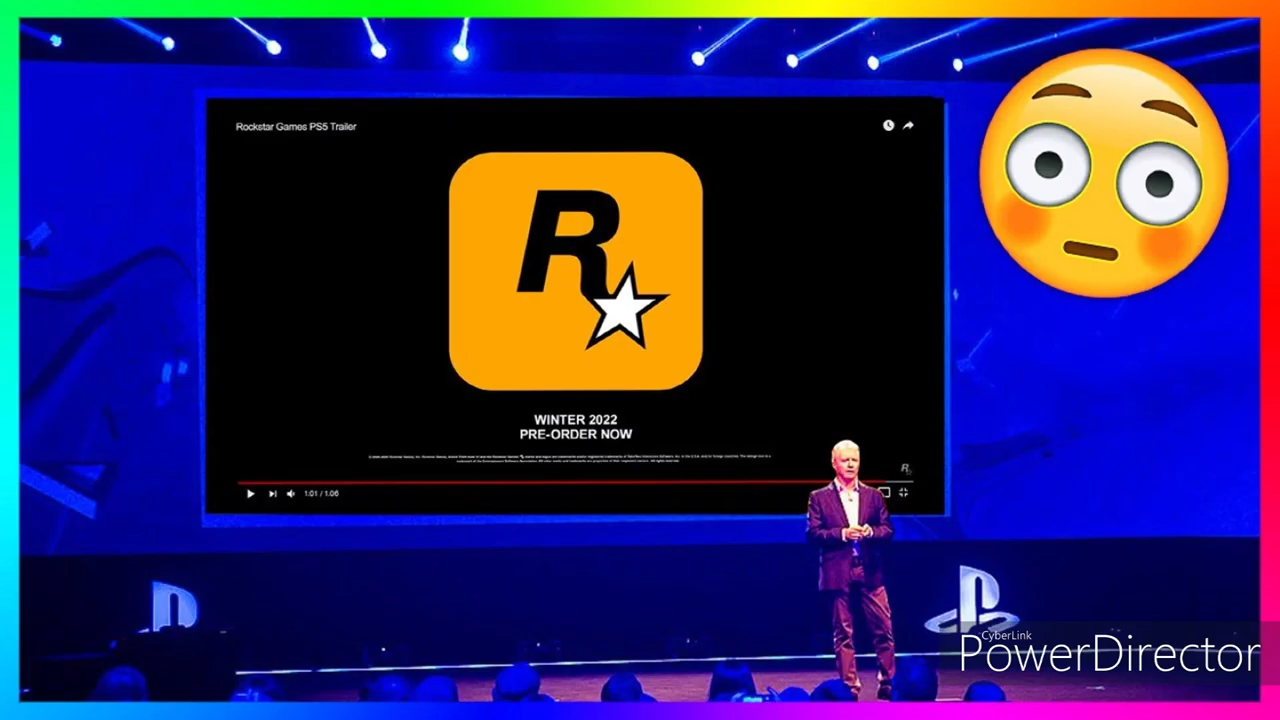 Rockstar Games PS5 Trailer
R
WINTER 2022
PRE-ORDER NOW
R
1:01 / 1:06
CyberLink
PowerDirector